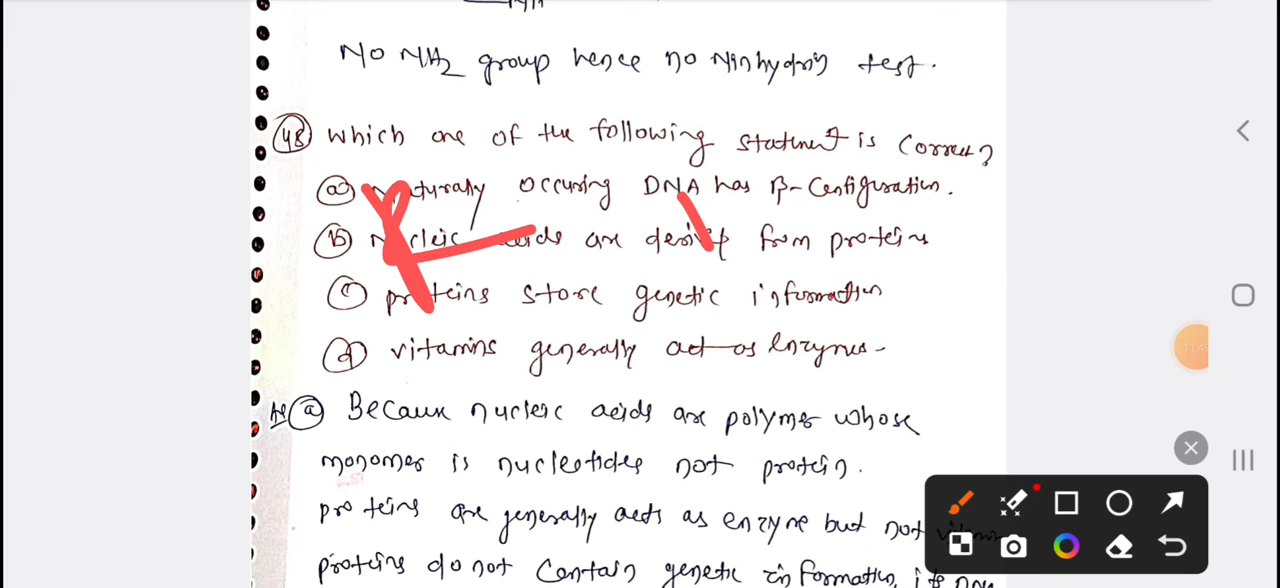 No NH2 group hence no Ninhydrin test.
48 Which one of the following Statment is Correct?
(a) Naturally occuring DNA has β-Configuration.
(b) Nucleic acids are derived from proteins
(c) proteins store genetic information
(d) vitamins generally act as enzymes.
(a) Because nucleic acids are polymer whose
monomer is nucleotides not protein.
proteins are generally acts as enzyme but not
proteins do not contain genetic information,